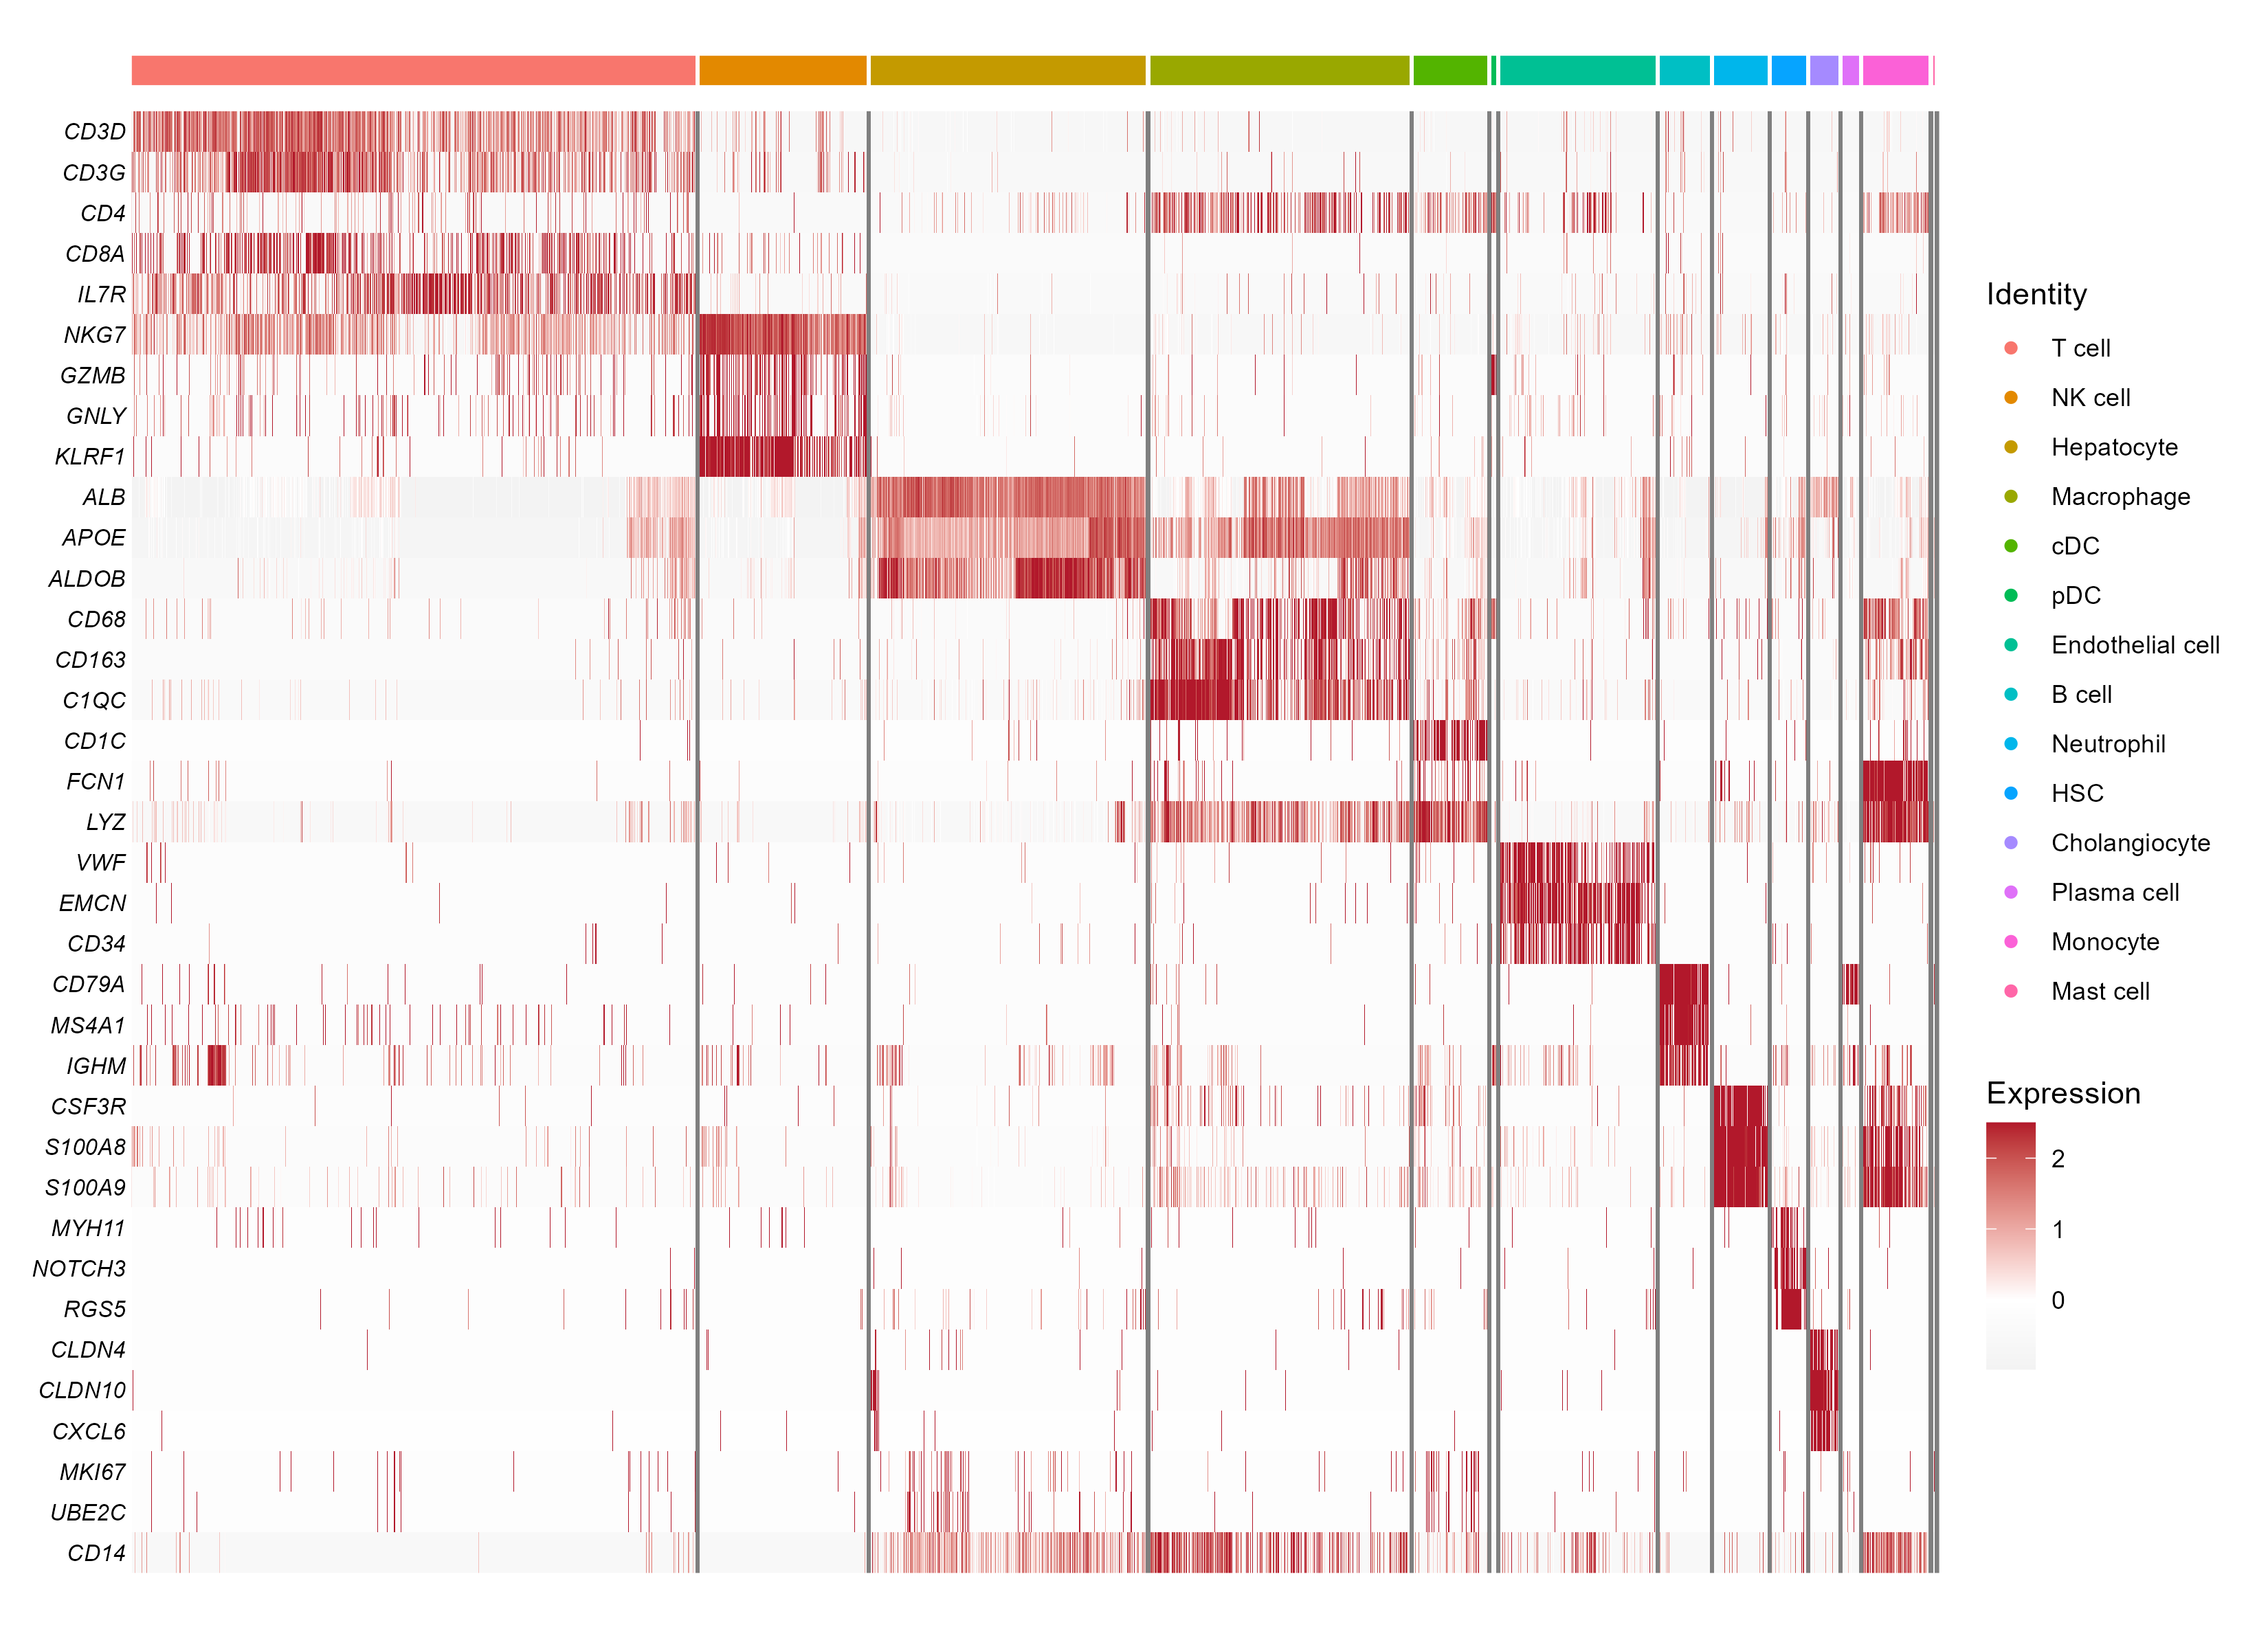 CD3D
CD3G
CD4
CD8A
IL7R
NKG7
GZMB
GNLY
KLRF1
ALB
APOE
ALDOB
CD68
CD163
C1QC
CD1C
FCN1
LYZ
VWF
EMCN
CD34
CD79A
MS4A1
IGHM
CSF3R
S100A8
S100A9
MYH11
NOTCH3
RGS5
CLDN4
CLDN10
CXCL6
MKI67
UBE2C
CD14
Identity
T cell
NK cell
Hepatocyte
Macrophage
cDC
pDC
Endothelial cell
B cell
Neutrophil
HSC
Cholangiocyte
Plasma cell
Monocyte
Mast cell
Expression
2
1
0